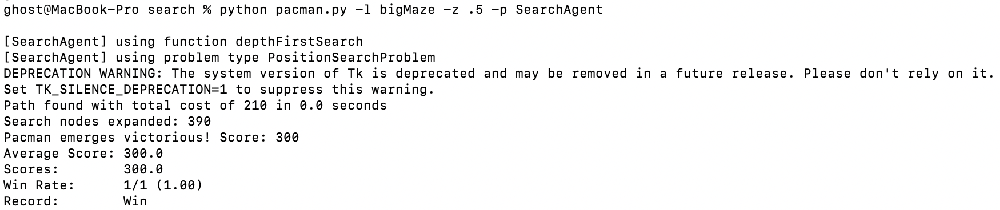 ghost@MacBook-Pro search % python pacman.py -l bigMaze -z .5 -p SearchAgent
[SearchAgent] using function depthFirstSearch
[SearchAgent] using problem type PositionSearchProblem
DEPRECATION WARNING: The system version of Tk is deprecated and may be removed in a future release. Please don't rely on it.
Set TK_SILENCE_DEPRECATION=1 to suppress this warning.
Path found with total cost of 210 in 0.0 seconds
Search nodes expanded: 390
Pacman emerges victorious! Score: 300
Average Score: 300.0
Scores:        300.0
Win Rate:      1/1 (1.00)
Record:        Win